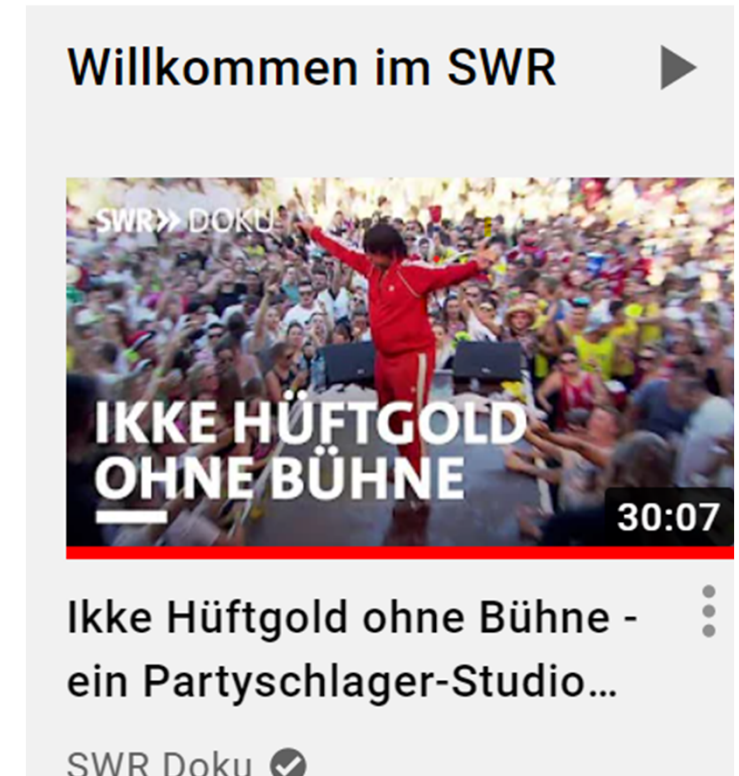 Willkommen im SWR
SWR» DOKU
IKKE HÜFTGOLD
OHNE BÜHNE
30:07
Ikke Hüftgold ohne Bühne -
ein Partyschlager-Studio...
SWR Doku